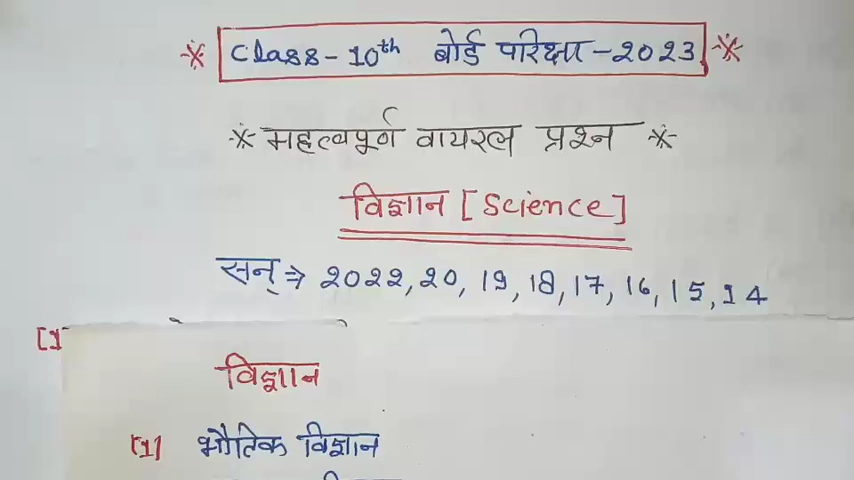 * Class - 10th बोर्ड परिक्षा - 2023 *
* महत्वपूर्ण वायरल प्रश्न *
विज्ञान [Science]
सन् ⇒ 2022, 20, 19, 18, 17, 16, 15, 14
[1
विज्ञान
[1] भौतिक विज्ञान